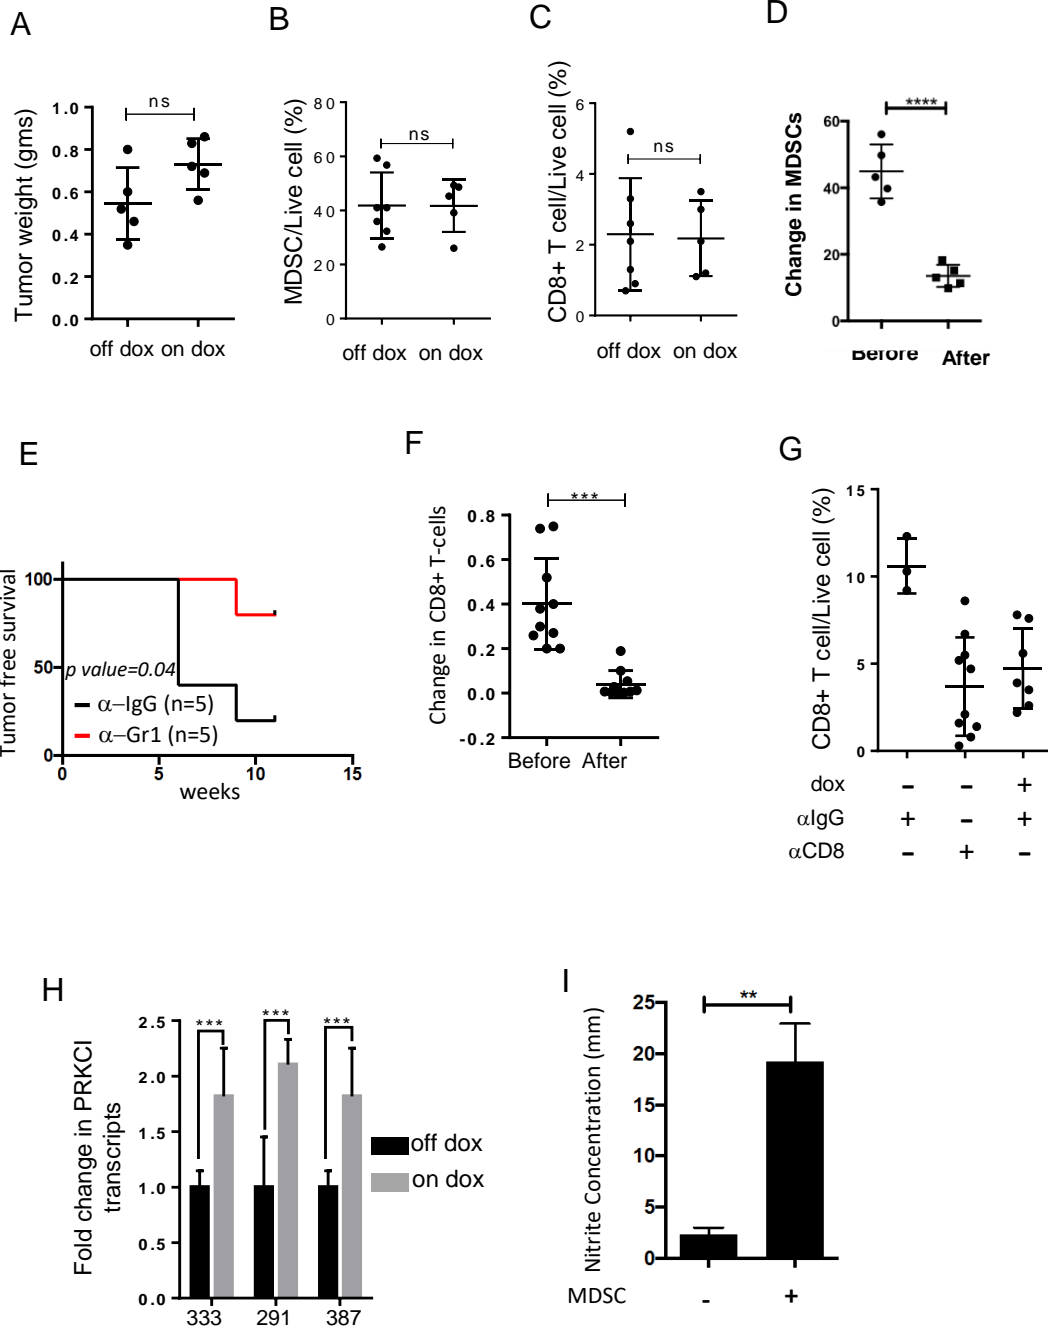 A
B
C
D
Tumor weight (gms)
1.0
0.8
0.6
0.4
0.2
0.0
ns
off dox on dox
MDSC/Live cell (%)
80
60
40
20
0
ns
off dox on dox
CD8+ T cell/Live cell (%)
6
4
2
0
ns
off dox on dox
Change in MDSCs
60
40
20
0
****
Before After
E
F
G
Tumor free survival
100
50
0
p value=0.04
α–IgG (n=5)
α–Gr1 (n=5)
0 5 10 15
weeks
Change in CD8+ T-cells
0.8
0.6
0.4
0.2
0.0
-0.2
***
Before After
CD8+ T cell/Live cell (%)
15
10
5
0
dox - - +
αIgG + - +
αCD8 - + -
H
I
Fold change in PRKCI
transcripts
2.5
2.0
1.5
1.0
0.5
0.0
*** *** ***
333 291 387
off dox
on dox
Nitrite Concentration (mm)
25
20
15
10
5
0
**
MDSC - +